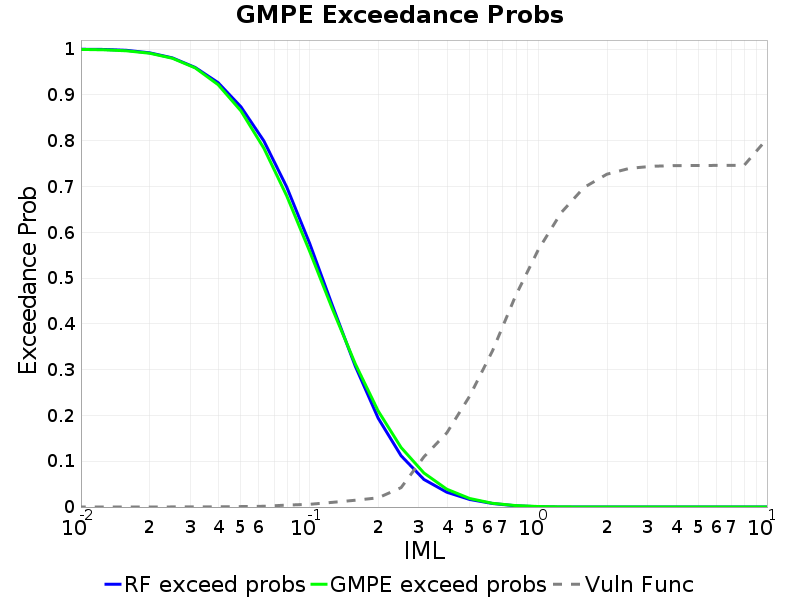 GMPE Exceedance Probs
Exceedance Prob
1
0.9
0.8
0.7
0.6
0.5
0.4
0.3
0.2
0.1
0
10^-2 2 3 4 5 6 10^-1 2 3 4 5 6 7 10^0 2 3 4 5 6 7 10^1
IML
RF exceed probs GMPE exceed probs Vuln Func